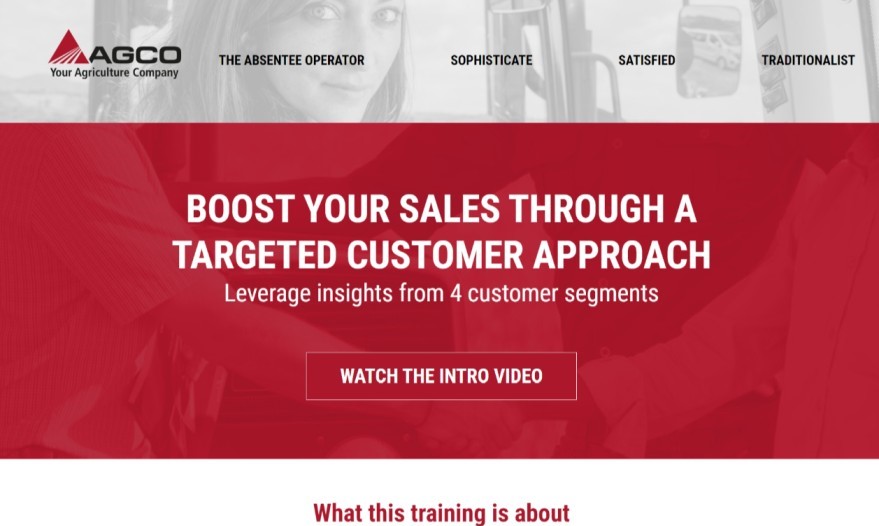 AGCO
Your Agriculture Company
THE ABSENTEE OPERATOR
SOPHISTICATE
SATISFIED
TRADITIONALIST
BOOST YOUR SALES THROUGH A
TARGETED CUSTOMER APPROACH
Leverage insights from 4 customer segments
WATCH THE INTRO VIDEO
What this training is about